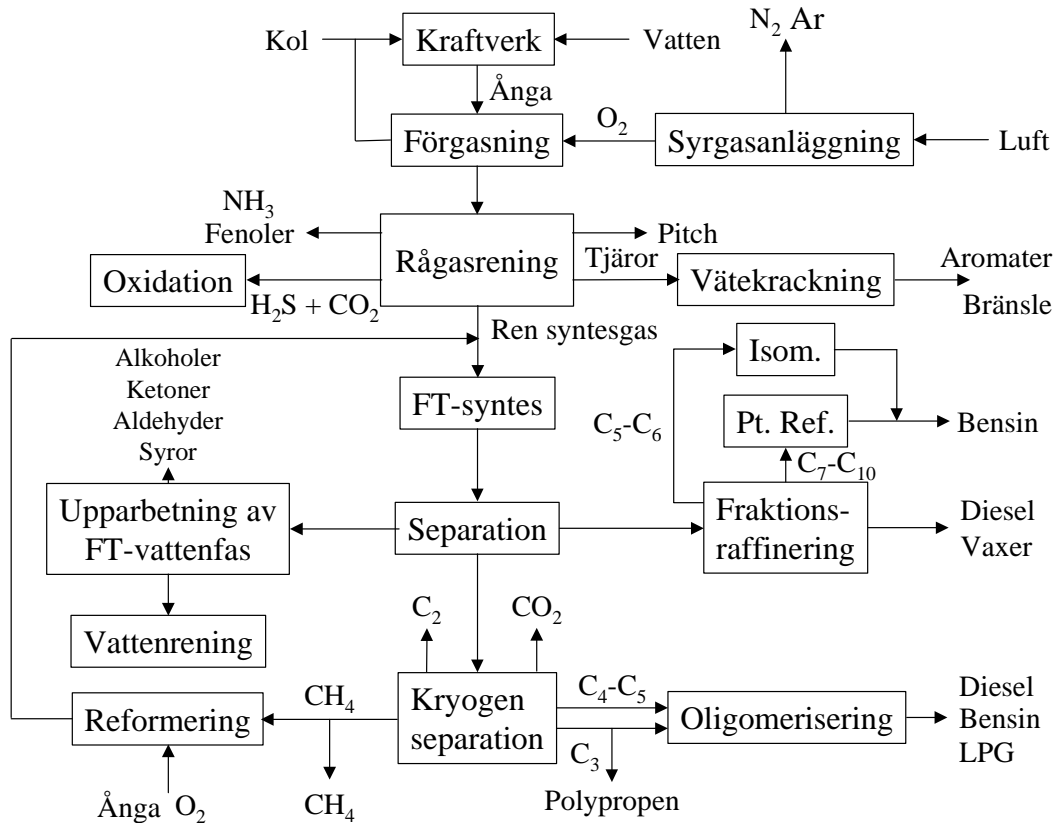 N₂ Ar
Kol
Kraftverk
Vatten
Ånga
O₂
Förgasning
Syrgasanläggning
Luft
NH₃
Fenoler
Rågasrening
Pitch
Tjäror
Oxidation
H₂S + CO₂
Vätekrackning
Aromater
Bränsle
Ren syntesgas
Alkoholer
Ketoner
Aldehyder
Syror
Isom.
FT-syntes
C₅-C₆
Pt. Ref.
Bensin
C₇-C₁₀
Upparbetning av
FT-vattenfas
Separation
Fraktions-
raffinering
Diesel
Vaxer
Vattenrening
C₂
CO₂
Reformering
CH₄
CH₄
Kryogen
separation
C₄-C₅
C₃
Oligomerisering
Diesel
Bensin
LPG
Polypropen
Ånga O₂